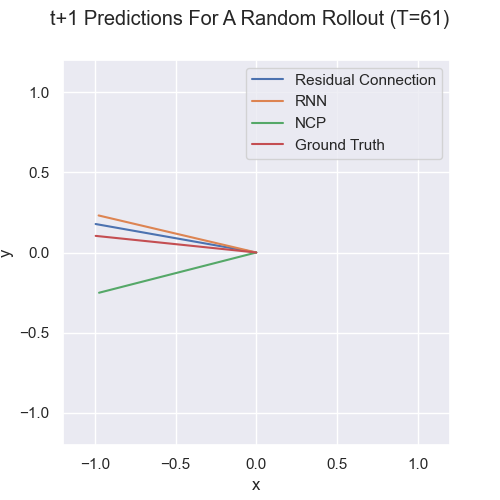 t+1 Predictions For A Random Rollout (T=61)
Residual Connection
RNN
NCP
Ground Truth
1.0
0.5
0.0
−0.5
−1.0
y
−1.0 −0.5 0.0 0.5 1.0
x